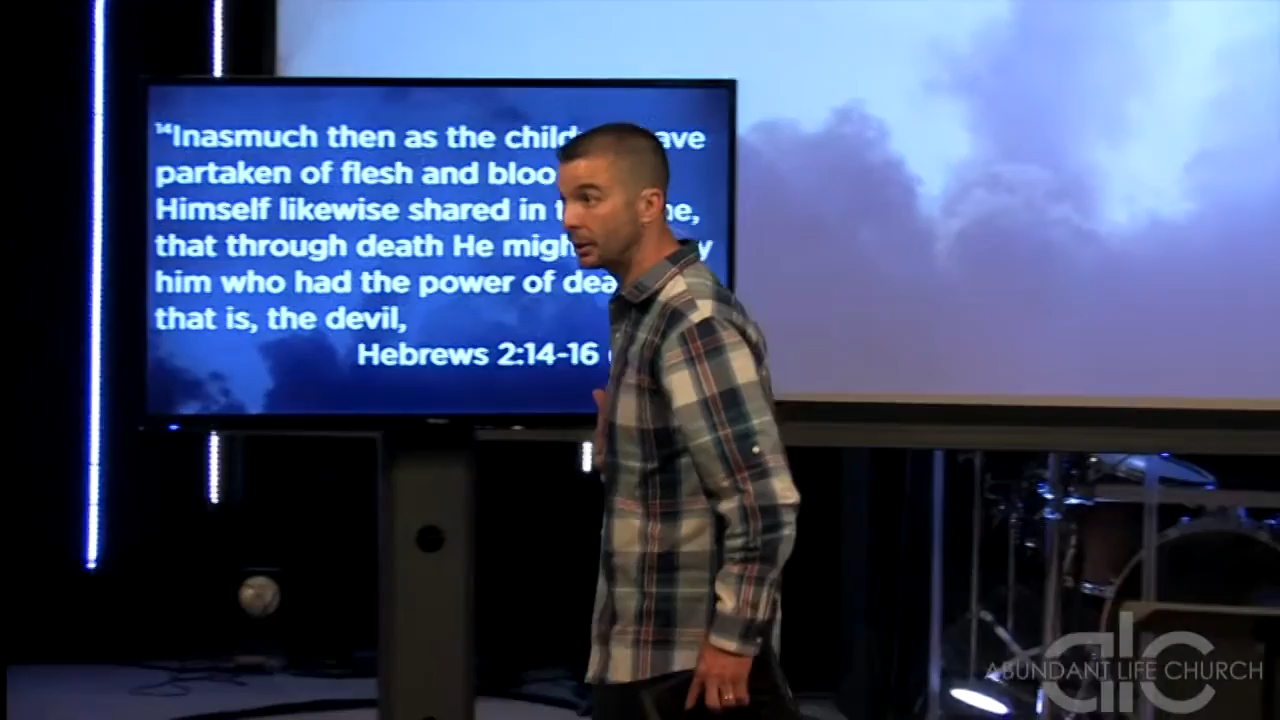 ¹⁴Inasmuch then as the child ave
partaken of flesh and bloo
Himself likewise shared in t e,
that through death He migh y
him who had the power of dea
that is, the devil,
Hebrews 2:14-16
alc
ABUNDANT LIFE CHURCH